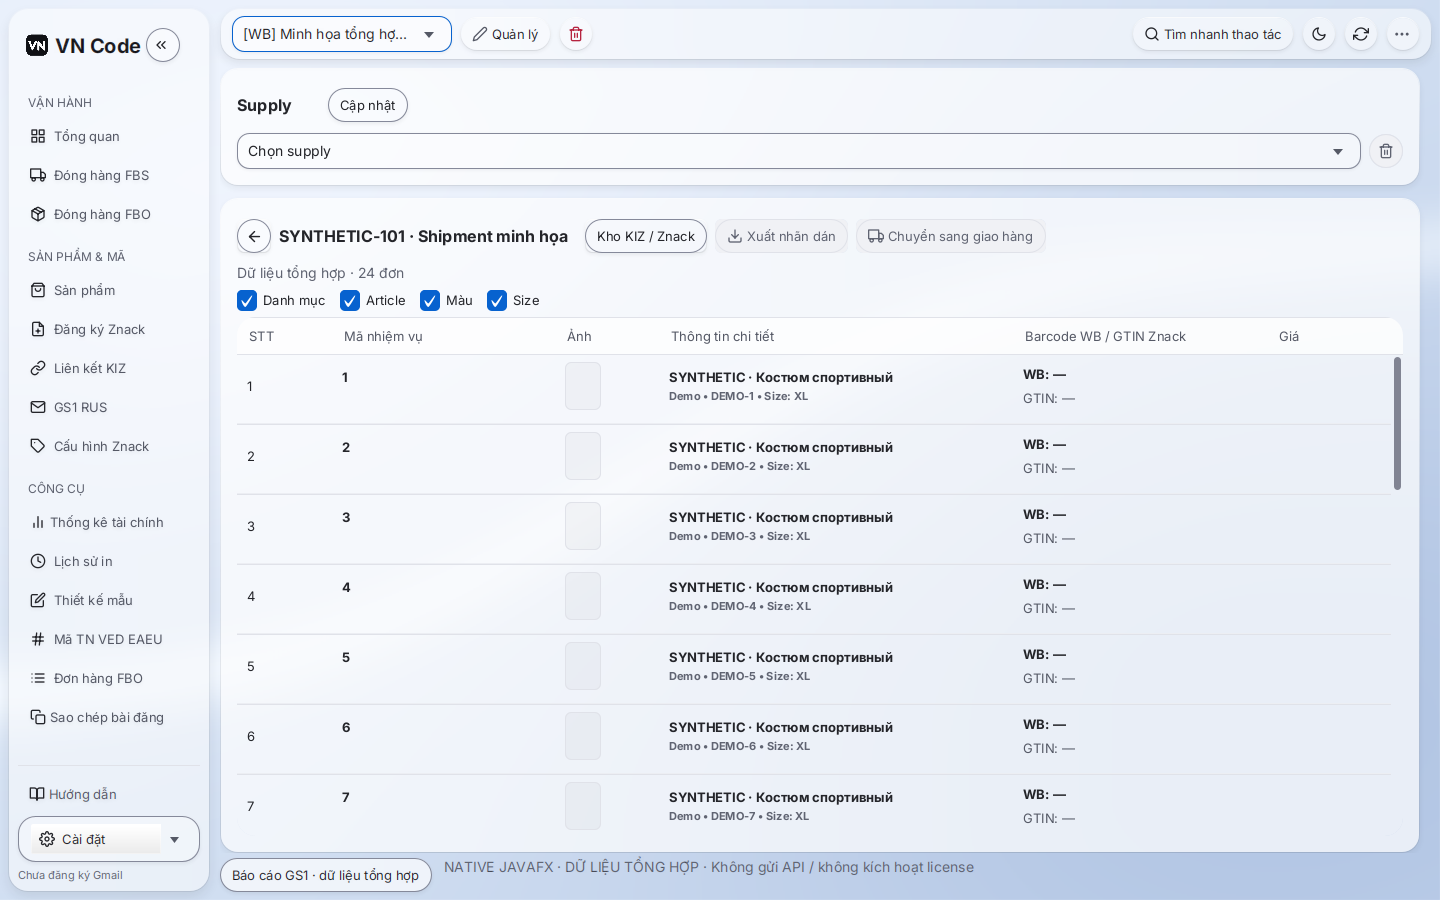 VN VN Code
VẬN HÀNH
Tổng quan
Đóng hàng FBS
Đóng hàng FBO
SẢN PHẨM & MÃ
Sản phẩm
Đăng ký Znack
Liên kết KIZ
GS1 RUS
Cấu hình Znack
CÔNG CỤ
Thống kê tài chính
Lịch sử in
Thiết kế mẫu
Mã TN VED EAEU
Đơn hàng FBO
Sao chép bài đăng
Hướng dẫn
Cài đặt
Chưa đăng ký Gmail
[WB] Minh họa tổng hợ... Quản lý Tìm nhanh thao tác
Supply Cập nhật
Chọn supply
SYNTHETIC-101 · Shipment minh họa Kho KIZ / Znack Xuất nhãn dán Chuyển sang giao hàng
Dữ liệu tổng hợp · 24 đơn
Danh mục Article Màu Size
STT Mã nhiệm vụ Ảnh Thông tin chi tiết Barcode WB / GTIN Znack Giá
1 1 SYNTHETIC · Костюм спортивный WB: —
Demo • DEMO-1 • Size: XL GTIN: —
2 2 SYNTHETIC · Костюм спортивный WB: —
Demo • DEMO-2 • Size: XL GTIN: —
3 3 SYNTHETIC · Костюм спортивный WB: —
Demo • DEMO-3 • Size: XL GTIN: —
4 4 SYNTHETIC · Костюм спортивный WB: —
Demo • DEMO-4 • Size: XL GTIN: —
5 5 SYNTHETIC · Костюм спортивный WB: —
Demo • DEMO-5 • Size: XL GTIN: —
6 6 SYNTHETIC · Костюм спортивный WB: —
Demo • DEMO-6 • Size: XL GTIN: —
7 7 SYNTHETIC · Костюм спортивный WB: —
Demo • DEMO-7 • Size: XL GTIN: —
Báo cáo GS1 · dữ liệu tổng hợp NATIVE JAVAFX · DỮ LIỆU TỔNG HỢP · Không gửi API / không kích hoạt license